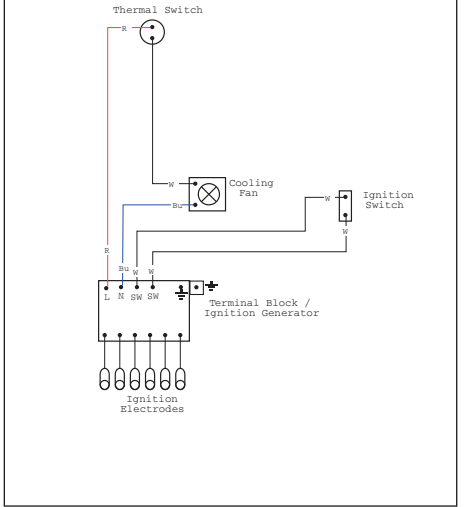 Thermal Switch
R
W
Cooling
Fan
Bu
W
Ignition
Switch
W
R
Bu
W
W
L
N
SW
SW
Terminal Block /
Ignition Generator
Ignition
Electrodes